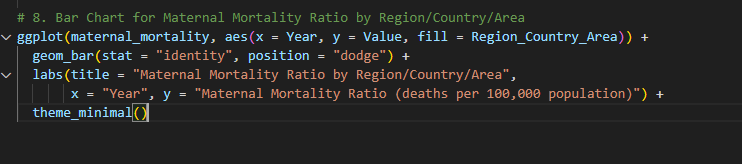 # 8. Bar Chart for Maternal Mortality Ratio by Region/Country/Area
ggplot(maternal_mortality, aes(x = Year, y = Value, fill = Region_Country_Area)) +
geom_bar(stat = "identity", position = "dodge") +
labs(title = "Maternal Mortality Ratio by Region/Country/Area",
x = "Year", y = "Maternal Mortality Ratio (deaths per 100,000 population)") +
theme_minimal()